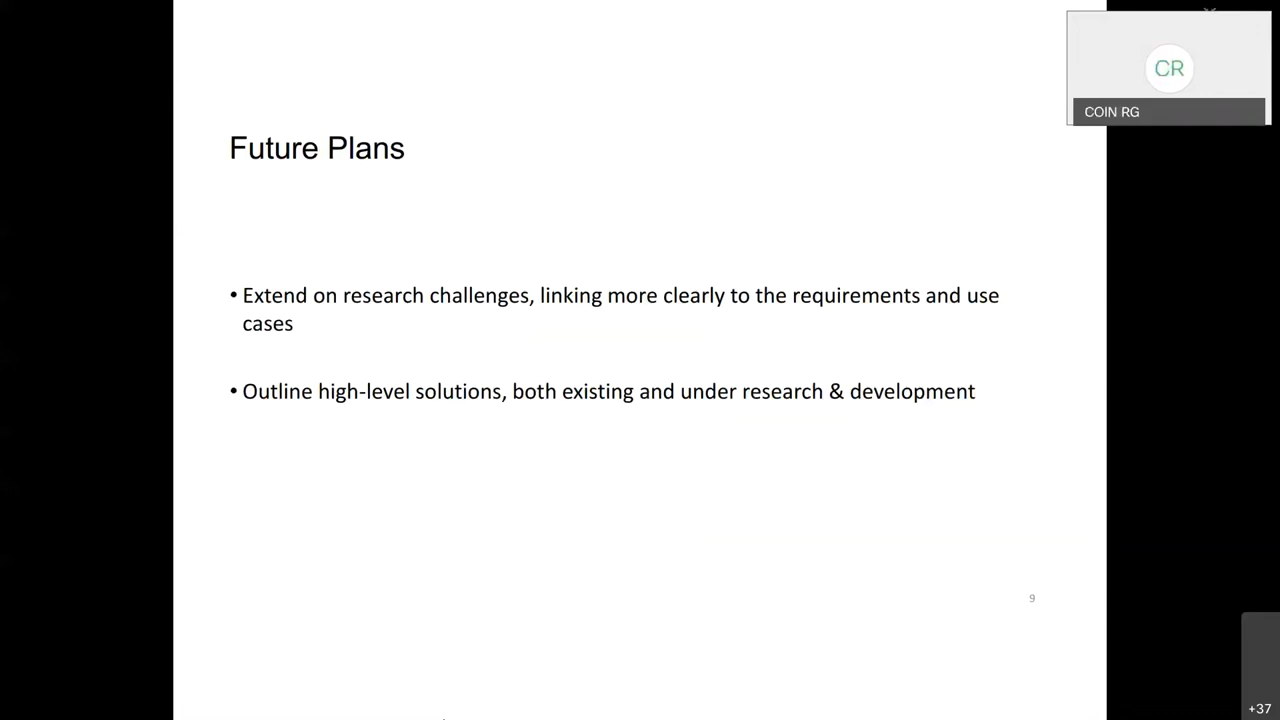 CR
COIN RG
Future Plans
• Extend on research challenges, linking more clearly to the requirements and use
cases
• Outline high-level solutions, both existing and under research & development
9
+37